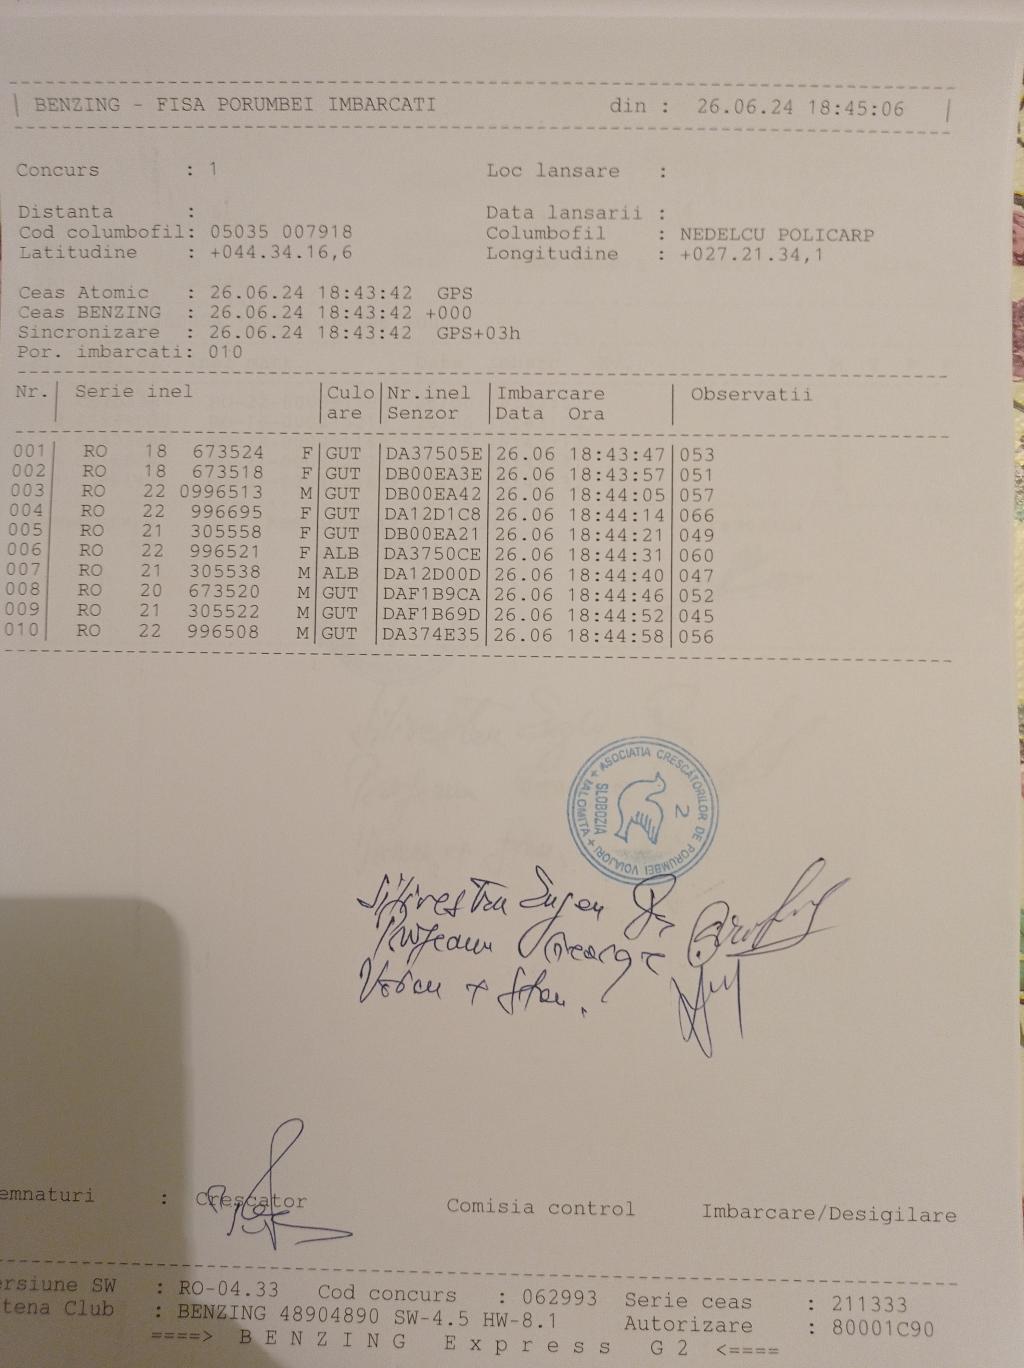 BENZING - FISA PORUMBEI IMBARCATI din : 26.06.24 18:45:06
Concurs : 1 Loc lansare :
Distanta : Data lansarii :
Cod columbofil: 05035 007918 Columbofil : NEDELCU POLICARP
Latitudine : +044.34.16,6 Longitudine : +027.21.34,1
Ceas Atomic : 26.06.24 18:43:42 GPS
Ceas BENZING : 26.06.24 18:43:42 +000
Sincronizare : 26.06.24 18:43:42 GPS+03h
Por. imbarcati: 010
Nr. Serie inel Culo Nr.inel Imbarcare Observatii
are Senzor Data Ora
001 RO 18 673524 F GUT DA37505E 26.06 18:43:47 053
002 RO 18 673518 F GUT DB00EA3E 26.06 18:43:57 051
003 RO 22 0996513 M GUT DB00EA42 26.06 18:44:05 057
004 RO 22 996695 F GUT DA12D1C8 26.06 18:44:14 066
005 RO 21 305558 F GUT DB00EA21 26.06 18:44:21 049
006 RO 22 996521 F ALB DA3750CE 26.06 18:44:31 060
007 RO 21 305538 M ALB DA12D00D 26.06 18:44:40 047
008 RO 20 673520 M GUT DAF1B9CA 26.06 18:44:46 052
009 RO 21 305522 M GUT DAF1B69D 26.06 18:44:52 045
010 RO 22 996508 M GUT DA374E35 26.06 18:44:58 056
ASOCIATIA CRESCATORILOR DE PORUMBEI VOIAJORI + IALOMITA +
SLOBOZIA
2
Eugen
emnaturi : Crescator Comisia control Imbarcare/Desigilare
ersiune SW : RO-04.33 Cod concurs : 062993 Serie ceas : 211333
tena Club : BENZING 48904890 SW-4.5 HW-8.1 Autorizare : 80001C90
====> B E N Z I N G E x p r e s s G 2 <====